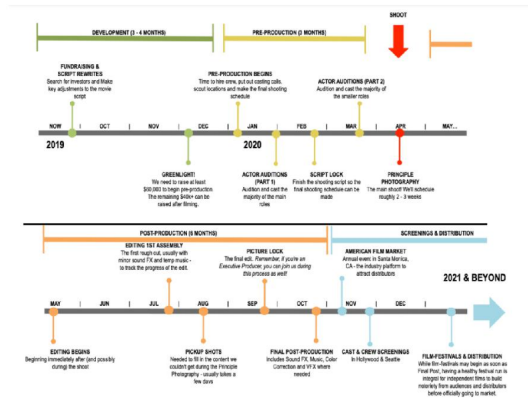 SHOOT
DEVELOPMENT (3 - 4 MONTHS)
PRE-PRODUCTION (3 MONTHS)
FUNDRAISING &
SCRIPT REWRITES
Search for investors and Make
key adjustments to the movie
script
PRE-PRODUCTION BEGINS
Time to hire crew, put out casting calls,
scout locations and make the final shooting
schedule
ACTOR AUDITIONS (PART 2)
Audition and cast the majority of
the smaller roles
NOW | OCT | NOV | DEC | JAN | FEB | MAR | APR | MAY...
2019
2020
GREENLIGHT!
We need to raise at least
$60,000 to begin pre-production.
The remaining can be
raised after filming.
ACTOR AUDITIONS
(PART 1)
Audition and cast the
majority of the main
roles
SCRIPT LOCK
Finish the shooting script so the
final shooting schedule can be
made
PRINCIPLE
PHOTOGRAPHY
The main shoot! We'll schedule
roughly 2 - 3 weeks
POST-PRODUCTION (6 MONTHS)
SCREENINGS & DISTRIBUTION
EDITING 1ST ASSEMBLY
The first rough cut, usually with
minor sound FX and temp music -
to track the progress of the edit.
PICTURE LOCK
The final edit. Remember, if you're an
Executive Producer, you can join us during
this process as well!
AMERICAN FILM MARKET
Annual event in Santa Monica,
CA - the industry platform to
attract distributors
2021 & BEYOND
MAY | JUN | JUL | AUG | SEP | OCT | NOV | DEC |
EDITING BEGINS
Beginning immediately after (and possibly
during) the shoot
PICKUP SHOTS
Needed to fill in the content we
couldn't get during the Principle
Photography - usually takes a
few days
FINAL POST-PRODUCTION
Includes Sound FX, Music, Color
Correction and VFX where
needed
CAST & CREW SCREENINGS
In Hollywood & Seattle
FILM-FESTIVALS & DISTRIBUTION
While film-festivals may begin as soon as
Final Post, having a healthy festival run is
integral for independent films to build
notoriety from audiences and distributors
before officially going to market.